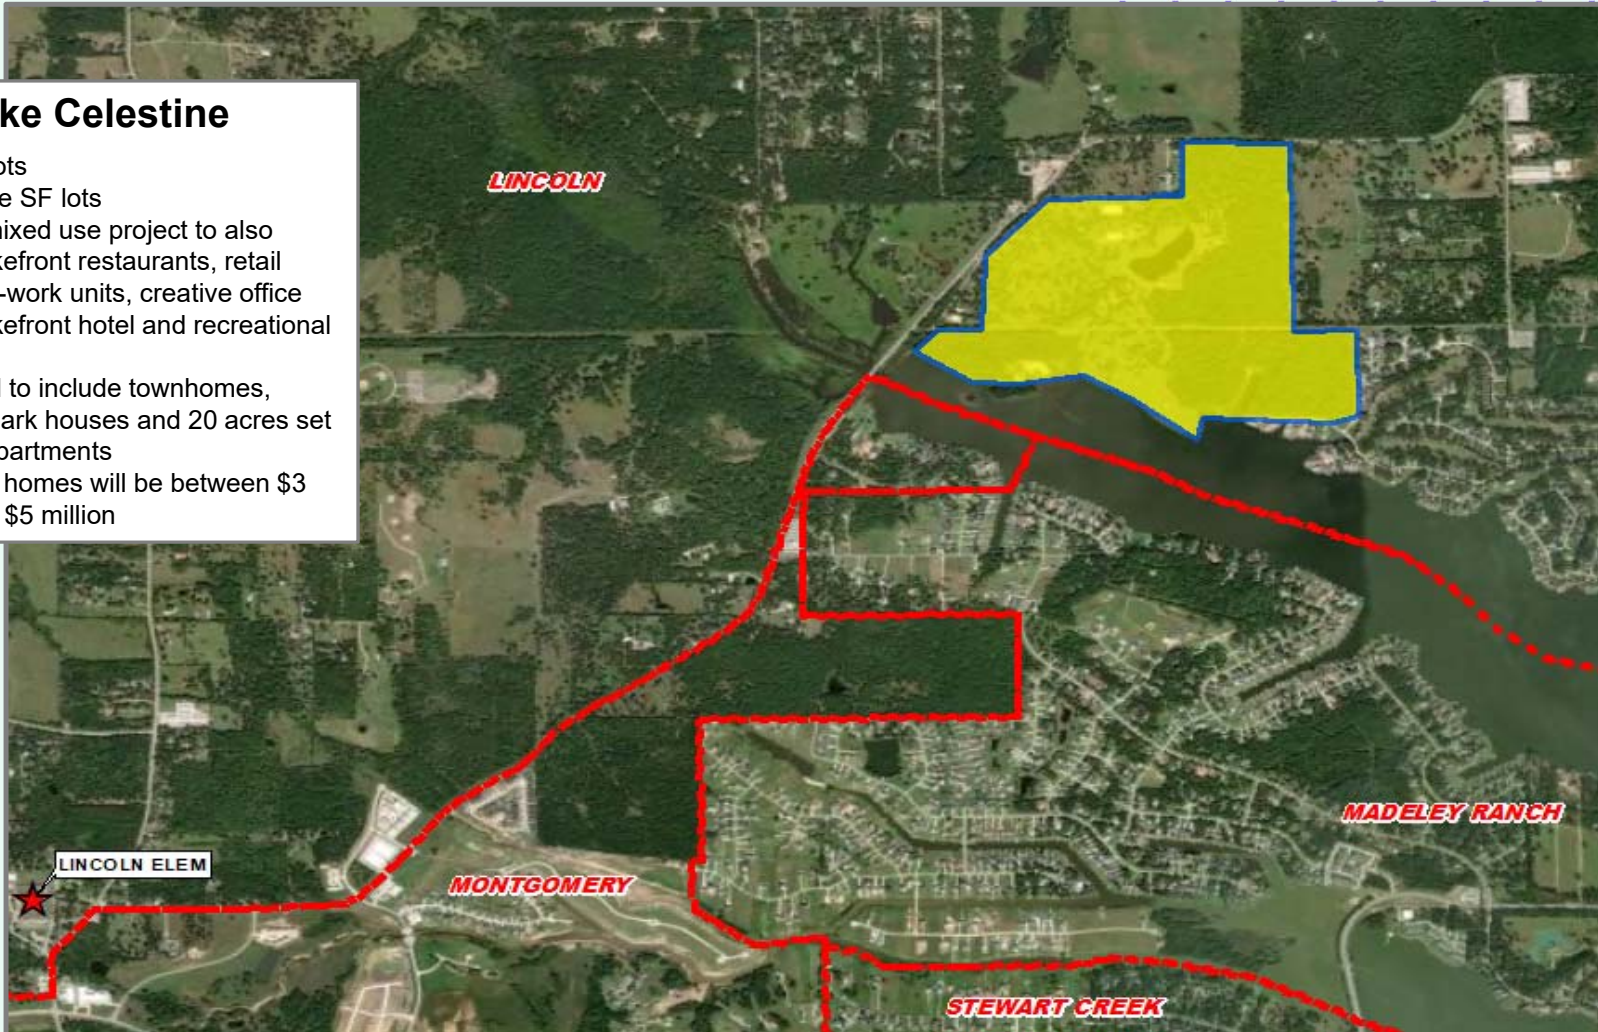 ke Celestine
ots
e SF lots
nixed use project to also
kefront restaurants, retail
-work units, creative office
kefront hotel and recreational
l to include townhomes,
ark houses and 20 acres set
partments
homes will be between $3
$5 million
LINCOLN
MADELEY RANCH
LINCOLN ELEM
MONTGOMERY
STEWART CREEK